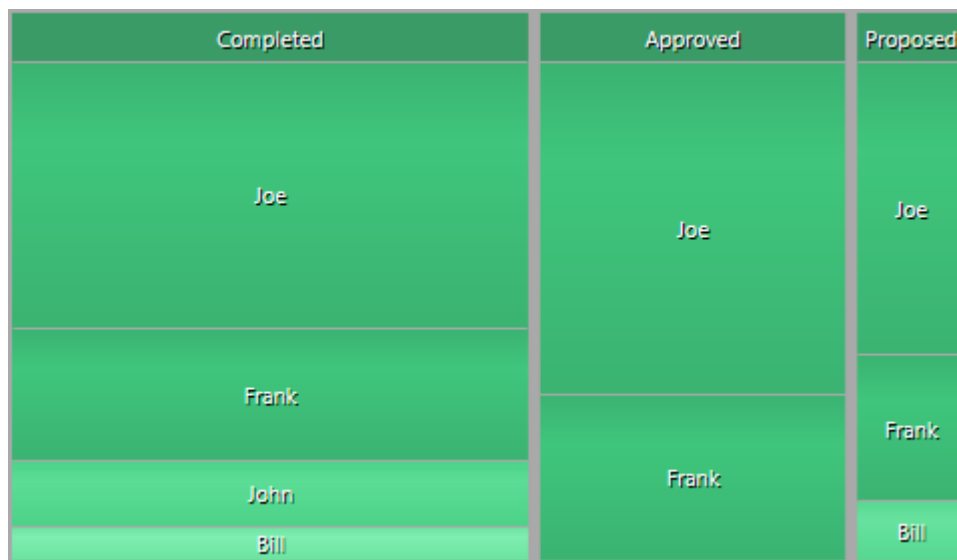 Completed
Approved
Proposed
Joe
Joe
Joe
Frank
Frank
Frank
John
Bill
Bill